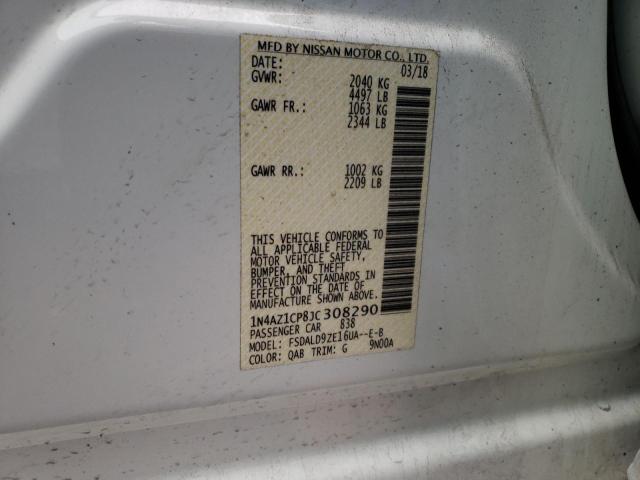 MFD BY NISSAN MOTOR CO., LTD.
DATE: 03/18
GVWR: 2040 KG
4497 LB
GAWR FR.: 1063 KG
2344 LB
GAWR RR.: 1002 KG
2209 LB
THIS VEHICLE CONFORMS TO
ALL APPLICABLE FEDERAL
MOTOR VEHICLE SAFETY,
BUMPER, AND THEFT
PREVENTION STANDARDS IN
EFFECT ON THE DATE OF
MANUFACTURE SHOWN ABOVE.
1N4AZ1CP8JC308290
PASSENGER CAR 838
MODEL: FSDALD9ZE16UA--E-B
COLOR: QAB TRIM: G 9N00A